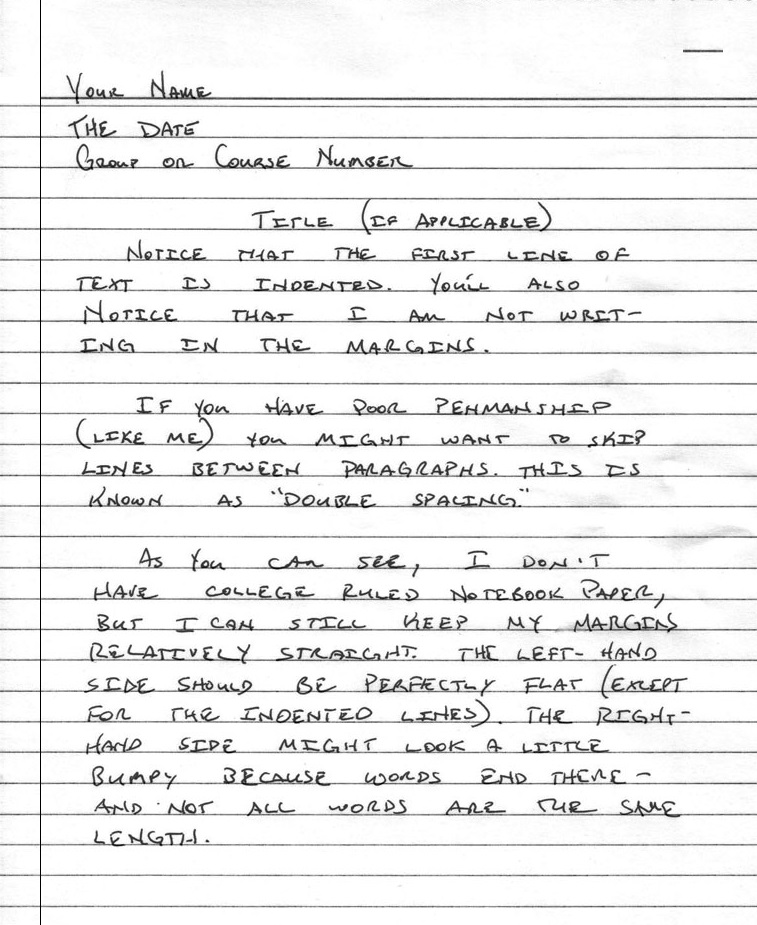 YOUR NAME
THE DATE
GROUP OR COURSE NUMBER
TITLE (IF APPLICABLE)
NOTICE THAT THE FIRST LINE OF
TEXT IS INDENTED. YOU'LL ALSO
NOTICE THAT I AM NOT WRIT-
ING IN THE MARGINS.
IF YOU HAVE POOR PENMANSHIP
(LIKE ME) YOU MIGHT WANT TO SKIP
LINES BETWEEN PARAGRAPHS. THIS IS
KNOWN AS "DOUBLE SPACING."
AS YOU CAN SEE, I DON'T
HAVE COLLEGE RULED NOTEBOOK PAPER,
BUT I CAN STILL KEEP MY MARGINS
RELATIVELY STRAIGHT. THE LEFT-HAND
SIDE SHOULD BE PERFECTLY FLAT (EXCEPT
FOR THE INDENTED LINES). THE RIGHT-
HAND SIDE MIGHT LOOK A LITTLE
BUMPY BECAUSE WORDS END THERE -
AND NOT ALL WORDS ARE THE SAME
LENGTH.